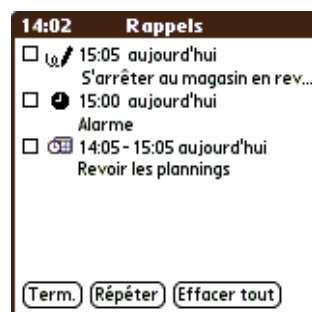 14:02 Rappels
15:05 aujourd'hui
S'arrêter au magasin en rev...
15:00 aujourd'hui
Alarme
14:05 - 15:05 aujourd'hui
Revoir les plannings
Term. Répéter Effacer tout